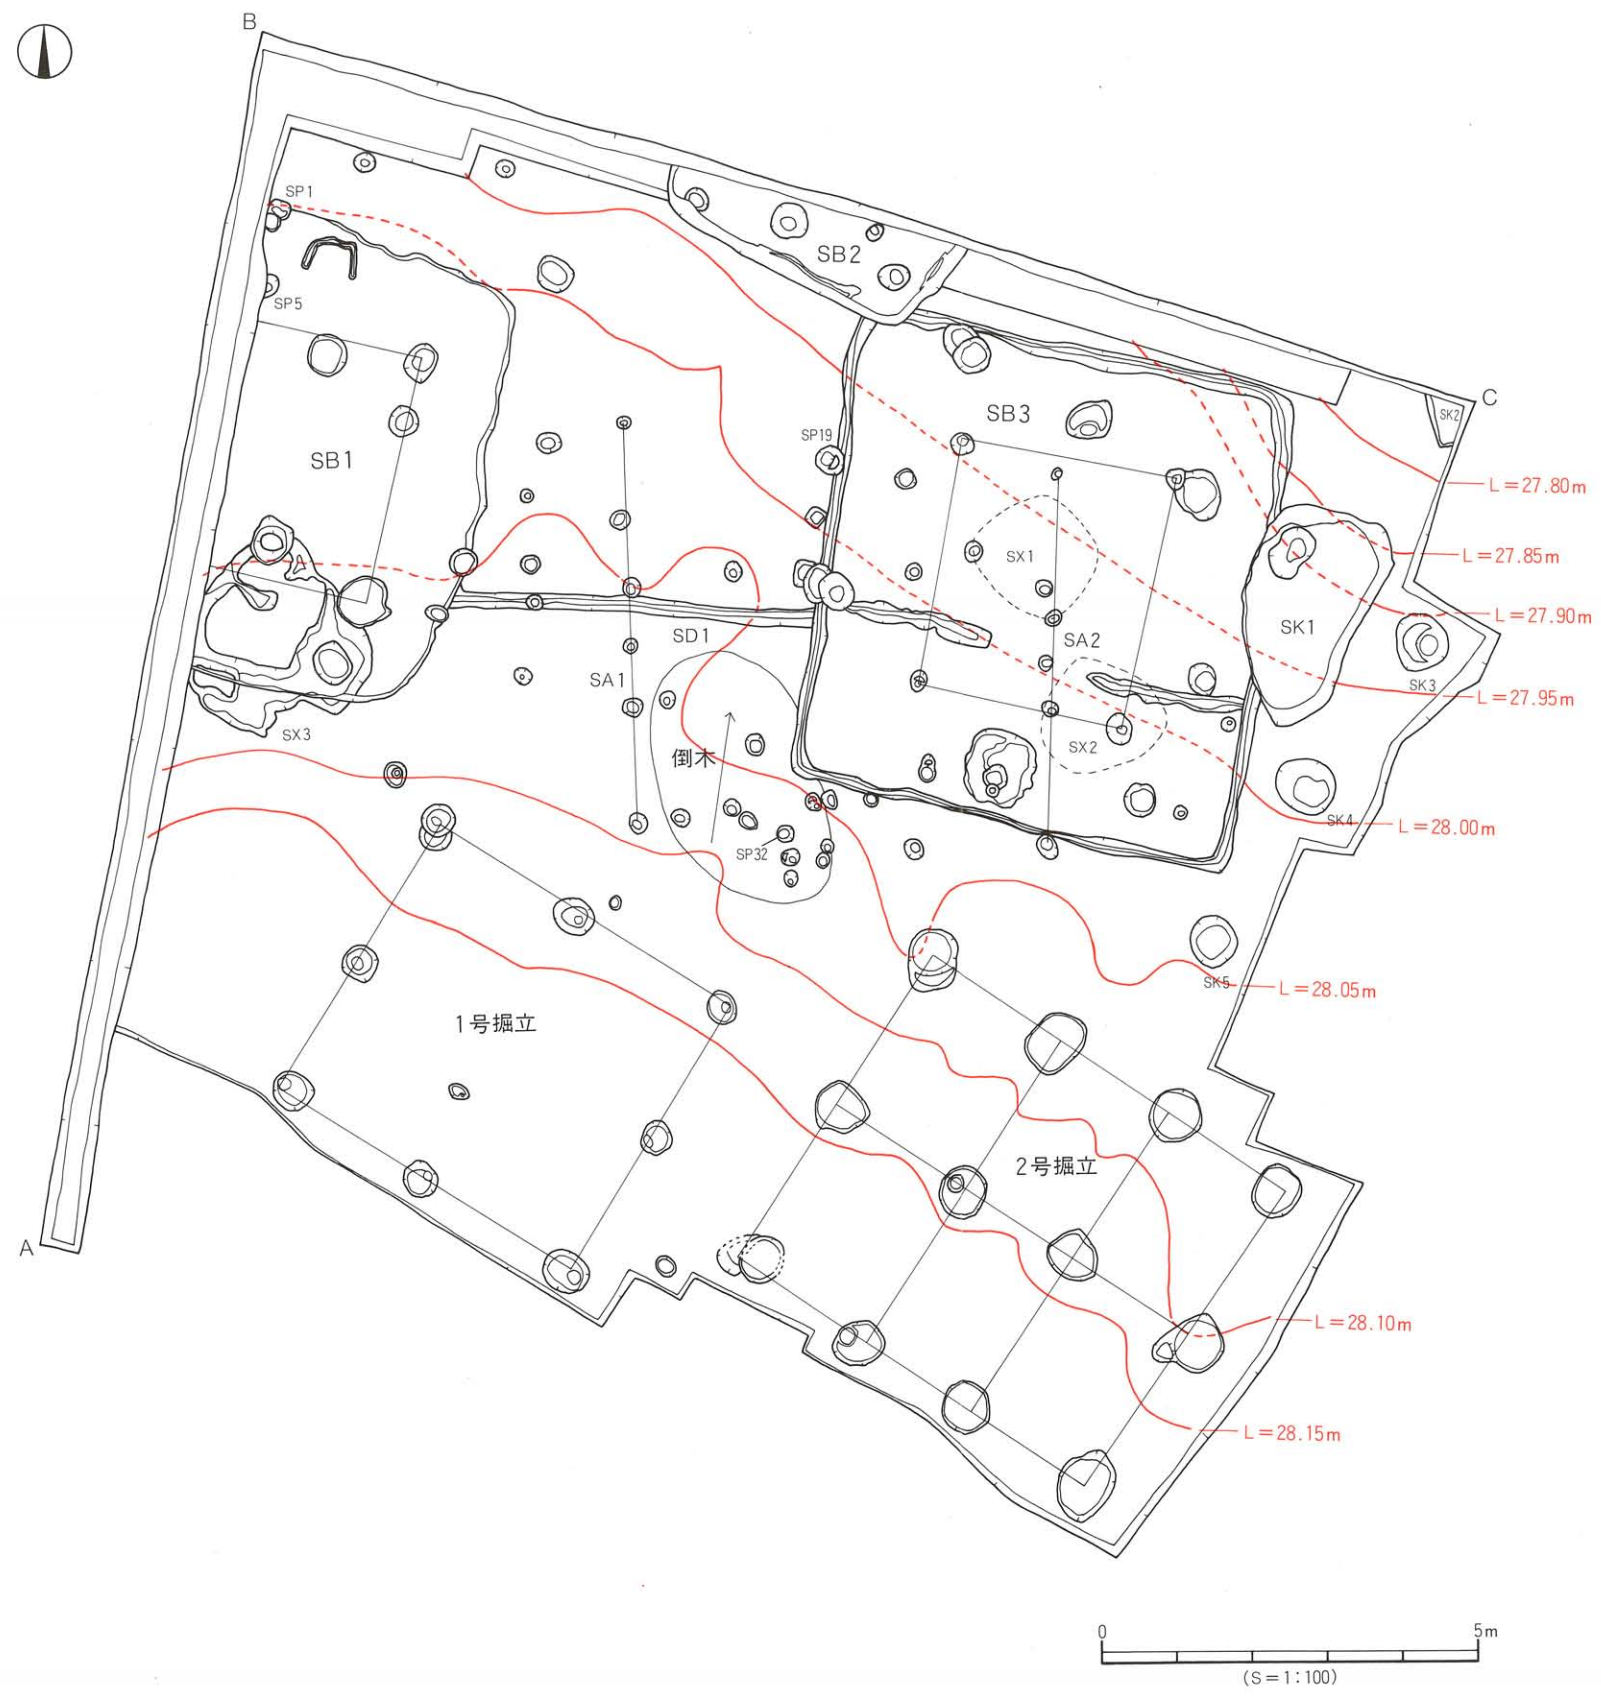 B
SP1
SB2
SP5
C
SK2
SB3
SP19
SB1
L=27.80m
SX1
L=27.85m
L=27.90m
SK1
SD1
SA2
SA1
SK3
L=27.95m
SX3
SX2
倒木
SK4
L=28.00m
SP32
SK5
L=28.05m
1号掘立
2号掘立
A
L=28.10m
L=28.15m
0 5m
(S=1:100)